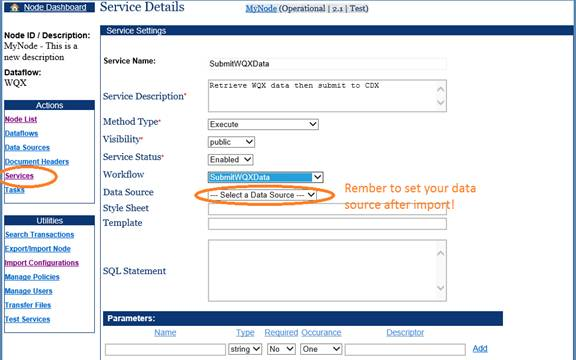 Node Dashboard
Service Details
MyNode (Operational | 2.1 | Test)
Node ID / Description:
MyNode - This is a
new description
Dataflow:
WQX
Actions
Node List
Dataflows
Data Sources
Document Headers
Services
Tasks
Utilities
Search Transactions
Export/Import Node
Import Configurations
Manage Policies
Manage Users
Transfer Files
Test Services
Service Settings
Service Name: SubmitWQXData
Service Description* Retrieve WQX data then submit to CDX
Method Type* Execute
Visibility* public
Service Status* Enabled
Workflow SubmitWQXData
Data Source --- Select a Data Source ---
Rember to set your data
source after import!
Style Sheet
Template
SQL Statement
Parameters:
Name Type Required Occurance Descriptor
string No One Add